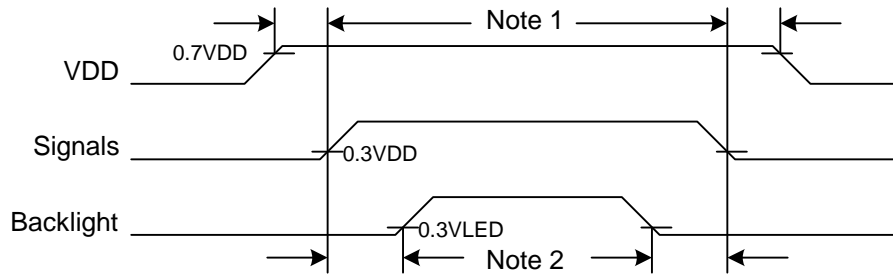 Note 1
0.7VDD
VDD
Signals
0.3VDD
Backlight
0.3VLED
Note 2